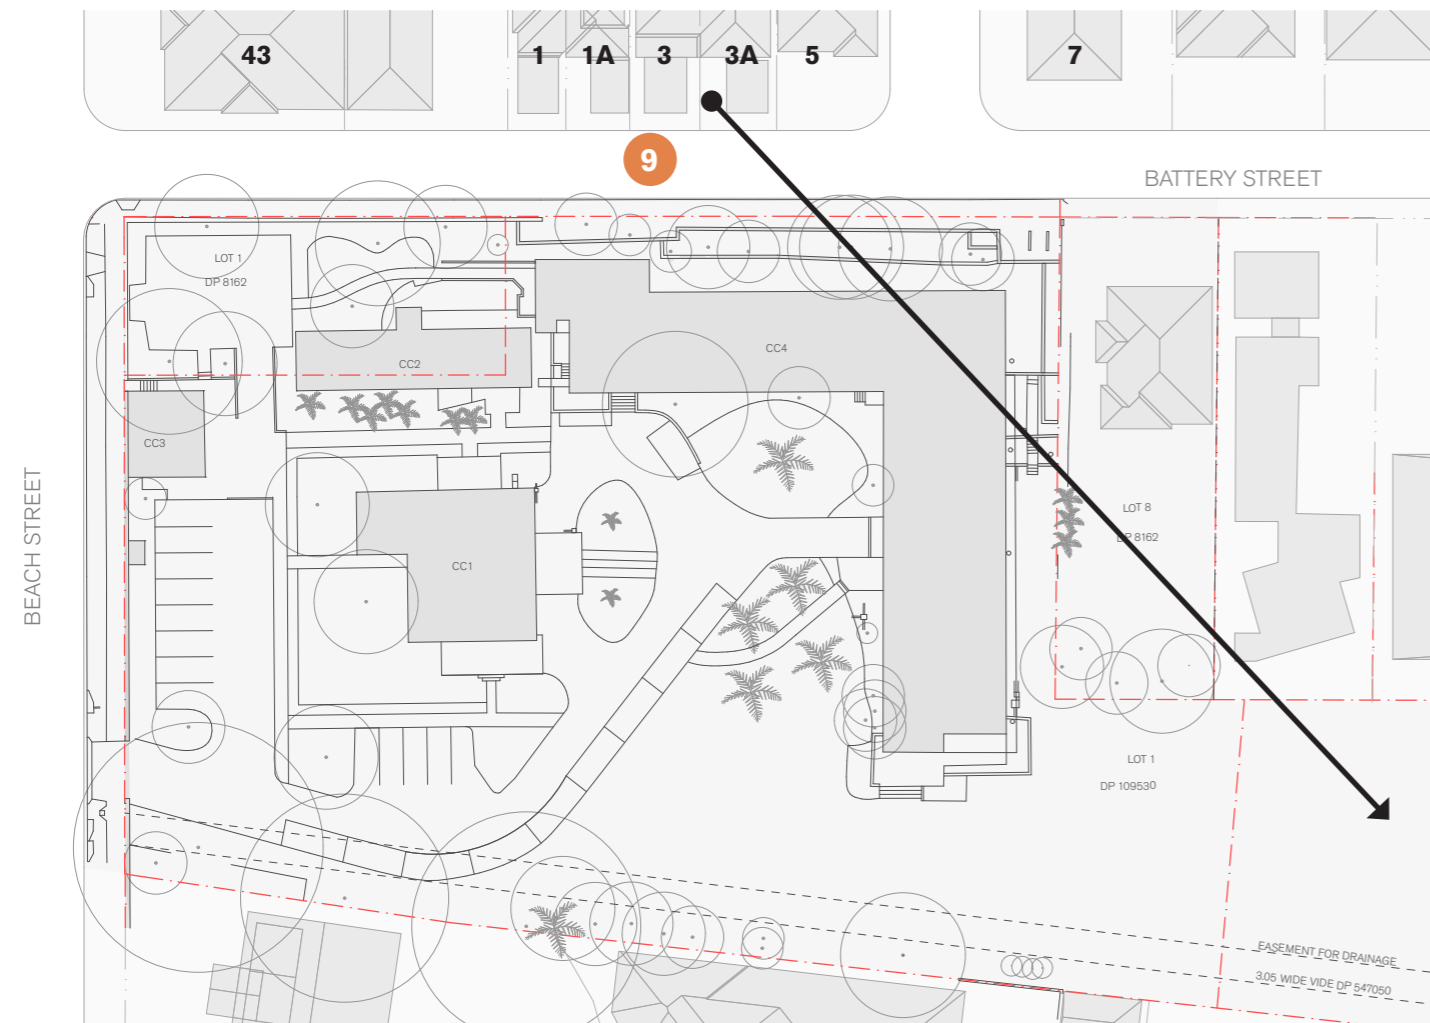 43
1
1A
3
3A
5
7
9
BATTERY STREET
LOT 1
DP 8162
CC2
CC4
CC3
CC1
BEACH STREET
LOT 8
DP 8162
LOT 1
DP 109530
EASEMENT FOR DRAINAGE
3.05 WIDE VIDE DP 547050